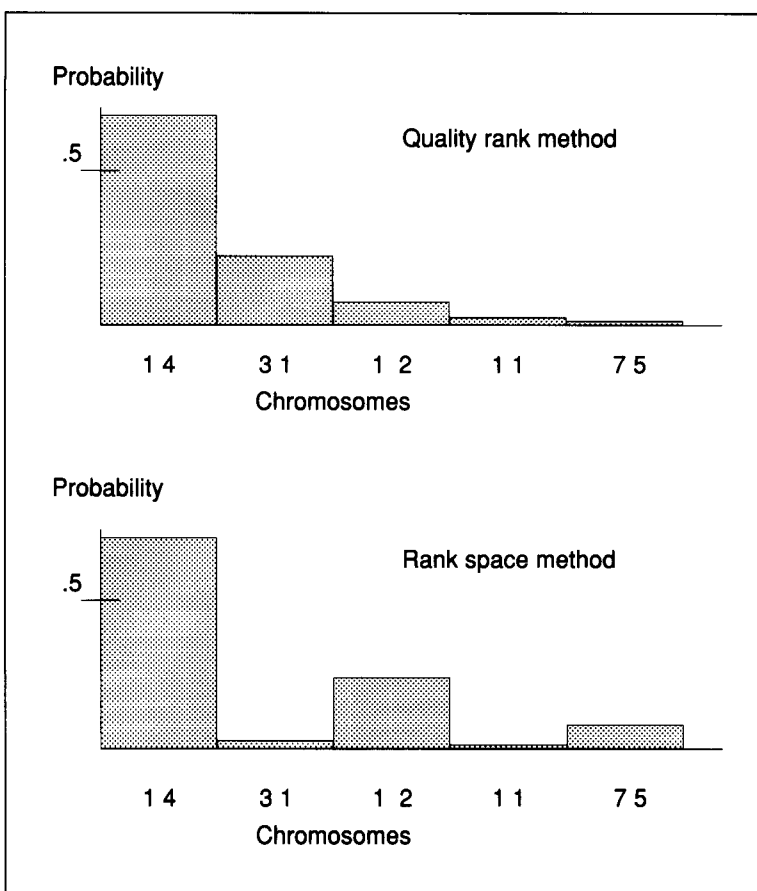 Probability
Quality rank method
.5
1 4 3 1 1 2 1 1 7 5
Chromosomes
Probability
Rank space method
.5
1 4 3 1 1 2 1 1 7 5
Chromosomes